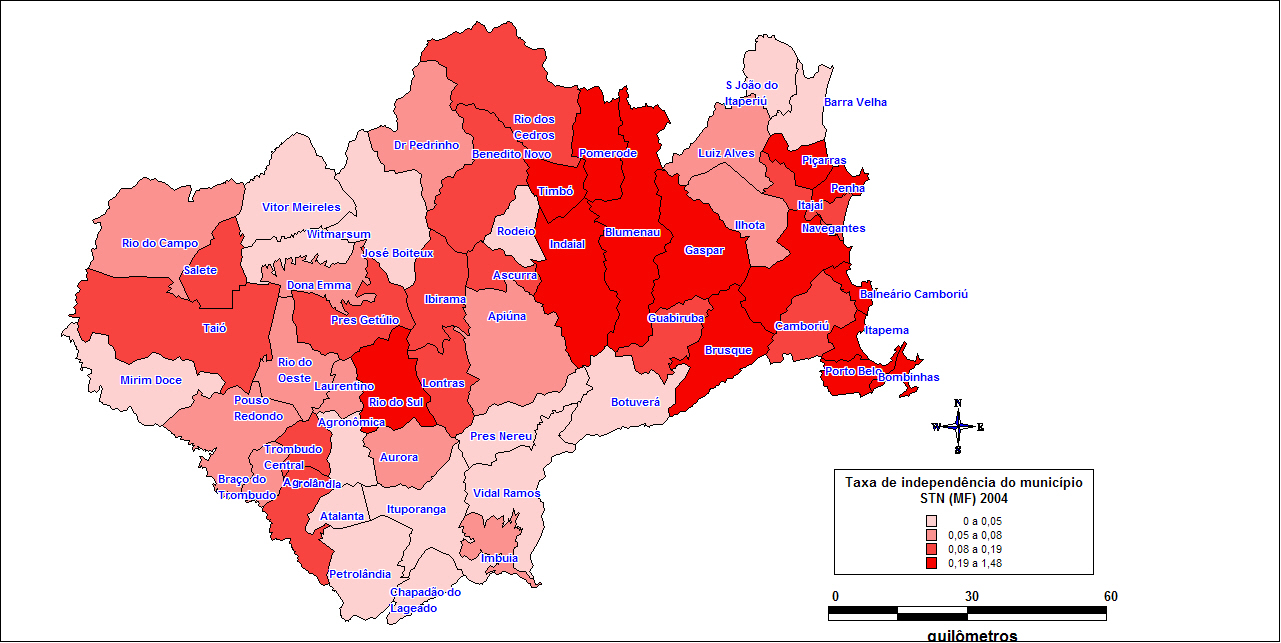 S João do
Itaperiú
Barra Velha
Rio dos
Cedros
Dr Pedrinho
Benedito Novo
Pomerode
Luiz Alves
Piçarras
Timbó
Penha
Vitor Meireles
Itajaí
Witmarsum
Rodeio
Blumenau
Ilhota
Navegantes
Rio do Campo
José Boiteux
Indaial
Gaspar
Salete
Ascurra
Dona Emma
Ibirama
Balneário Camboriú
Apiúna
Guabiruba
Pres Getúlio
Taió
Camboriú
Itapema
Brusque
Rio do
Oeste
Mirim Doce
Laurentino
Lontras
Porto Belo
Bombinhas
Pouso
Redondo
Rio do Sul
Botuverá
Agronômica
Pres Nereu
Trombudo
Central
Aurora
Braço do
Trombudo
Agrolândia
Vidal Ramos
Atalanta
Ituporanga
Imbuia
Petrolândia
Chapadão do
Lageado
N
W E
S
Taxa de independência do município
STN (MF) 2004
0 a 0,05
0,05 a 0,08
0,08 a 0,19
0,19 a 1,48
0 30 60
quilômetros